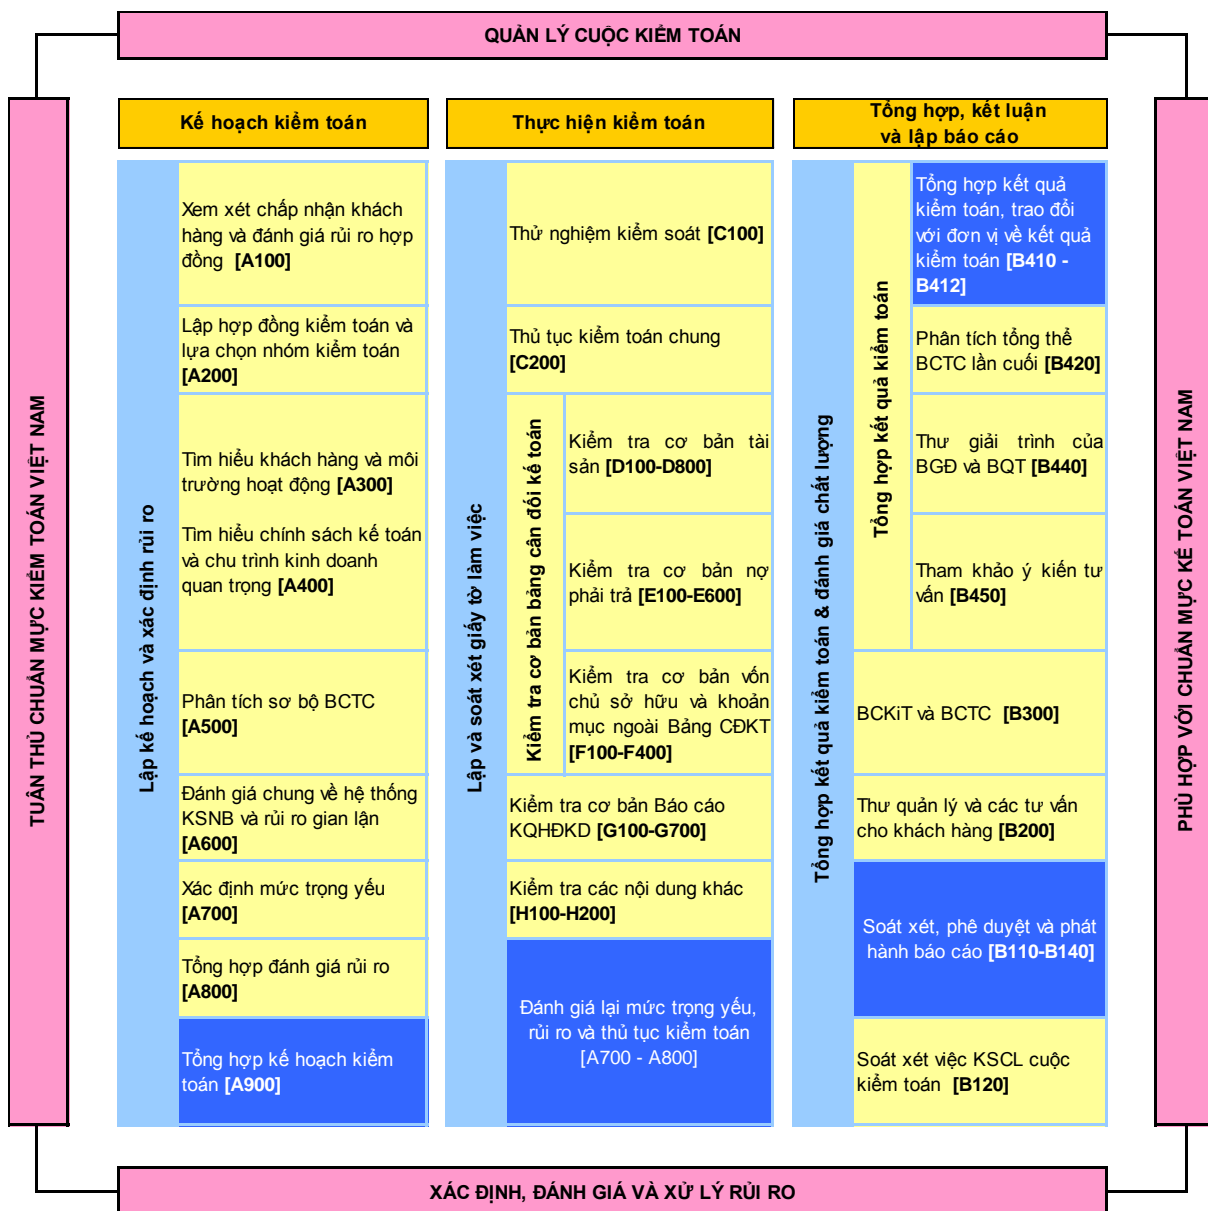 QUẢN LÝ CUỘC KIỂM TOÁN
TUÂN THỦ CHUẨN MỰC KIỂM TOÁN VIỆT NAM
Kế hoạch kiểm toán
Lập kế hoạch và xác định rủi ro
Xem xét chấp nhận khách
hàng và đánh giá rủi ro hợp
đồng [A100]
Lập hợp đồng kiểm toán và
lựa chọn nhóm kiểm toán
[A200]
Tìm hiểu khách hàng và môi
trường hoạt động [A300]
Tìm hiểu chính sách kế toán
và chu trình kinh doanh
quan trọng [A400]
Phân tích sơ bộ BCTC
[A500]
Đánh giá chung về hệ thống
KSNB và rủi ro gian lận
[A600]
Xác định mức trọng yếu
[A700]
Tổng hợp đánh giá rủi ro
[A800]
Tổng hợp kế hoạch kiểm
toán [A900]
Thực hiện kiểm toán
Lập và soát xét giấy tờ làm việc
Thử nghiệm kiểm soát [C100]
Thủ tục kiểm toán chung
[C200]
Kiểm tra cơ bản bảng cân đối kế toán
Kiểm tra cơ bản tài
sản [D100-D800]
Kiểm tra cơ bản nợ
phải trả [E100-E600]
Kiểm tra cơ bản vốn
chủ sở hữu và khoản
mục ngoài Bảng CĐKT
[F100-F400]
Kiểm tra cơ bản Báo cáo
KQHĐKD [G100-G700]
Kiểm tra các nội dung khác
[H100-H200]
Đánh giá lại mức trọng yếu,
rủi ro và thủ tục kiểm toán
[A700 - A800]
Tổng hợp, kết luận
và lập báo cáo
Tổng hợp kết quả kiểm toán & đánh giá chất lượng
Tổng hợp kết quả kiểm toán
Tổng hợp kết quả
kiểm toán, trao đổi
với đơn vị về kết quả
kiểm toán [B410 -
B412]
Phân tích tổng thể
BCTC lần cuối [B420]
Thư giải trình của
BGĐ và BQT [B440]
Tham khảo ý kiến tư
vấn [B450]
BCKiT và BCTC [B300]
Thư quản lý và các tư vấn
cho khách hàng [B200]
Soát xét, phê duyệt và phát
hành báo cáo [B110-B140]
Soát xét việc KSCL cuộc
kiểm toán [B120]
PHÙ HỢP VỚI CHUẨN MỰC KẾ TOÁN VIỆT NAM
XÁC ĐỊNH, ĐÁNH GIÁ VÀ XỬ LÝ RỦI RO